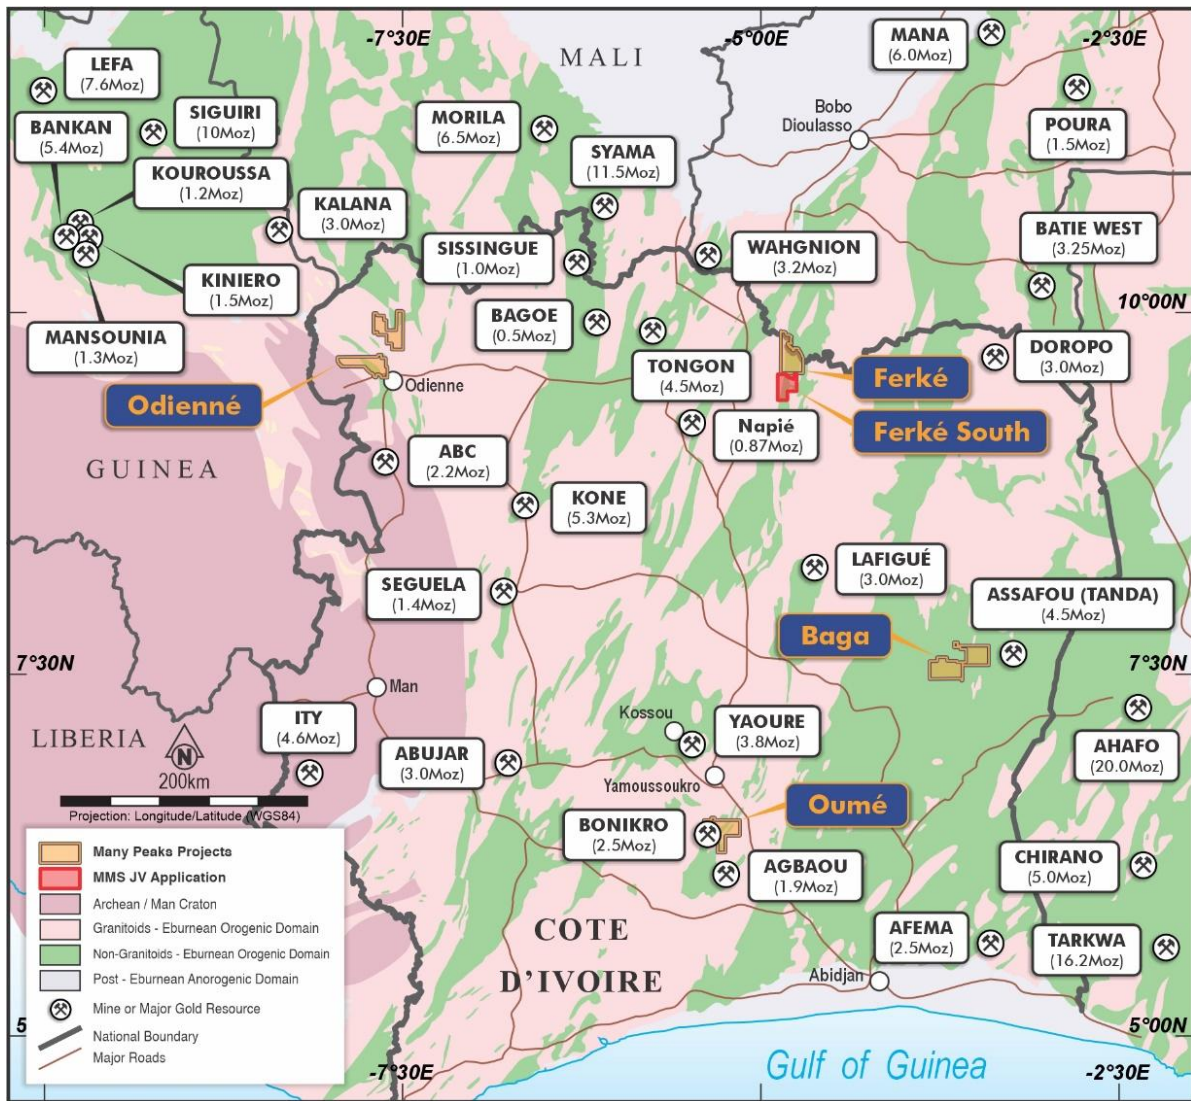 -7°30E
-5°00E
-2°30E
MALI
MANA
(6.0Moz)
LEFA
(7.6Moz)
SIGUIRI
(10Moz)
BANKAN
(5.4Moz)
MORILA
(6.5Moz)
Bobo
Dioulasso
POURA
(1.5Moz)
SYAMA
(11.5Moz)
KOUROUSSA
(1.2Moz)
KALANA
(3.0Moz)
BATIE WEST
(3.25Moz)
SISSINGUE
(1.0Moz)
WAHGNION
(3.2Moz)
KINIERO
(1.5Moz)
10°00N
BAGOE
(0.5Moz)
MANSOUNIA
(1.3Moz)
TONGON
(4.5Moz)
DOROPO
(3.0Moz)
Ferké
Odienne
Odienné
Napié
(0.87Moz)
Ferké South
GUINEA
ABC
(2.2Moz)
KONE
(5.3Moz)
LAFIGUÉ
(3.0Moz)
SEGUELA
(1.4Moz)
ASSAFOU (TANDA)
(4.5Moz)
Baga
7°30N
7°30N
Man
ITY
(4.6Moz)
Kossou
YAOURE
(3.8Moz)
LIBERIA
N
200km
ABUJAR
(3.0Moz)
AHAFO
(20.0Moz)
Yamoussoukro
Projection: Longitude/Latitude (WGS84)
Oumé
BONIKRO
(2.5Moz)
AGBAOU
(1.9Moz)
CHIRANO
(5.0Moz)
Many Peaks Projects
MMS JV Application
Archean / Man Craton
Granitoids - Eburnean Orogenic Domain
Non-Granitoids - Eburnean Orogenic Domain
Post - Eburnean Anorogenic Domain
Mine or Major Gold Resource
National Boundary
Major Roads
COTE
D'IVOIRE
AFEMA
(2.5Moz)
TARKWA
(16.2Moz)
Abidjan
5
5°00N
-7°30E
Gulf of Guinea
-2°30E